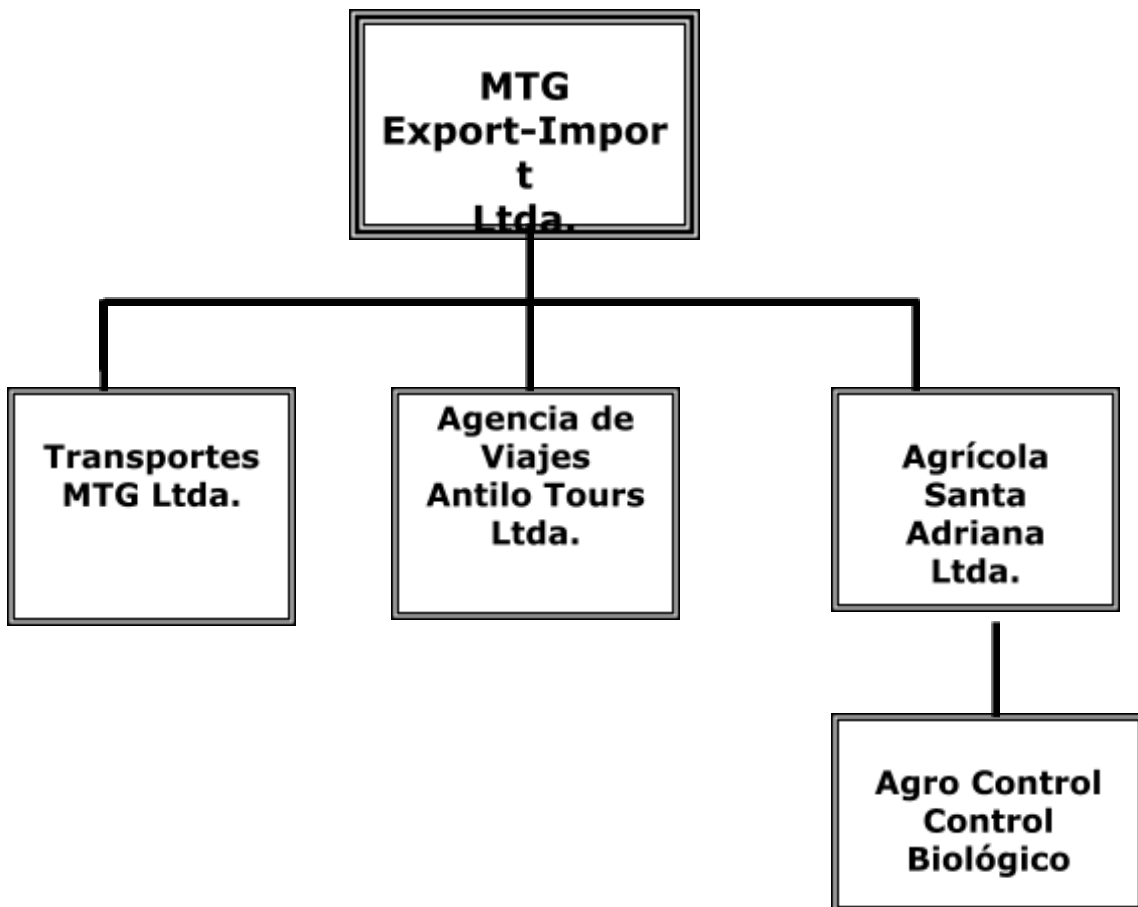 MTG
Export-Impor
t
Ltda.
Transportes
MTG Ltda.
Agencia de
Viajes
Antilo Tours
Ltda.
Agrícola
Santa
Adriana
Ltda.
Agro Control
Control
Biológico